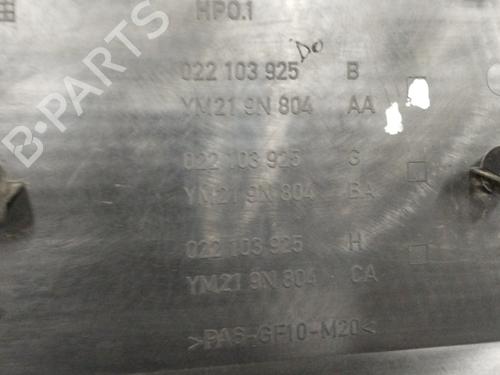 HP0.1
DO
022 103 925 B
YM21 9N 804 AA
022 103 925 G
YM21 9N 804 BA
022 103 925 H
YM21 9N 804 CA
>PA6-GF10-M20<
B-PARTS